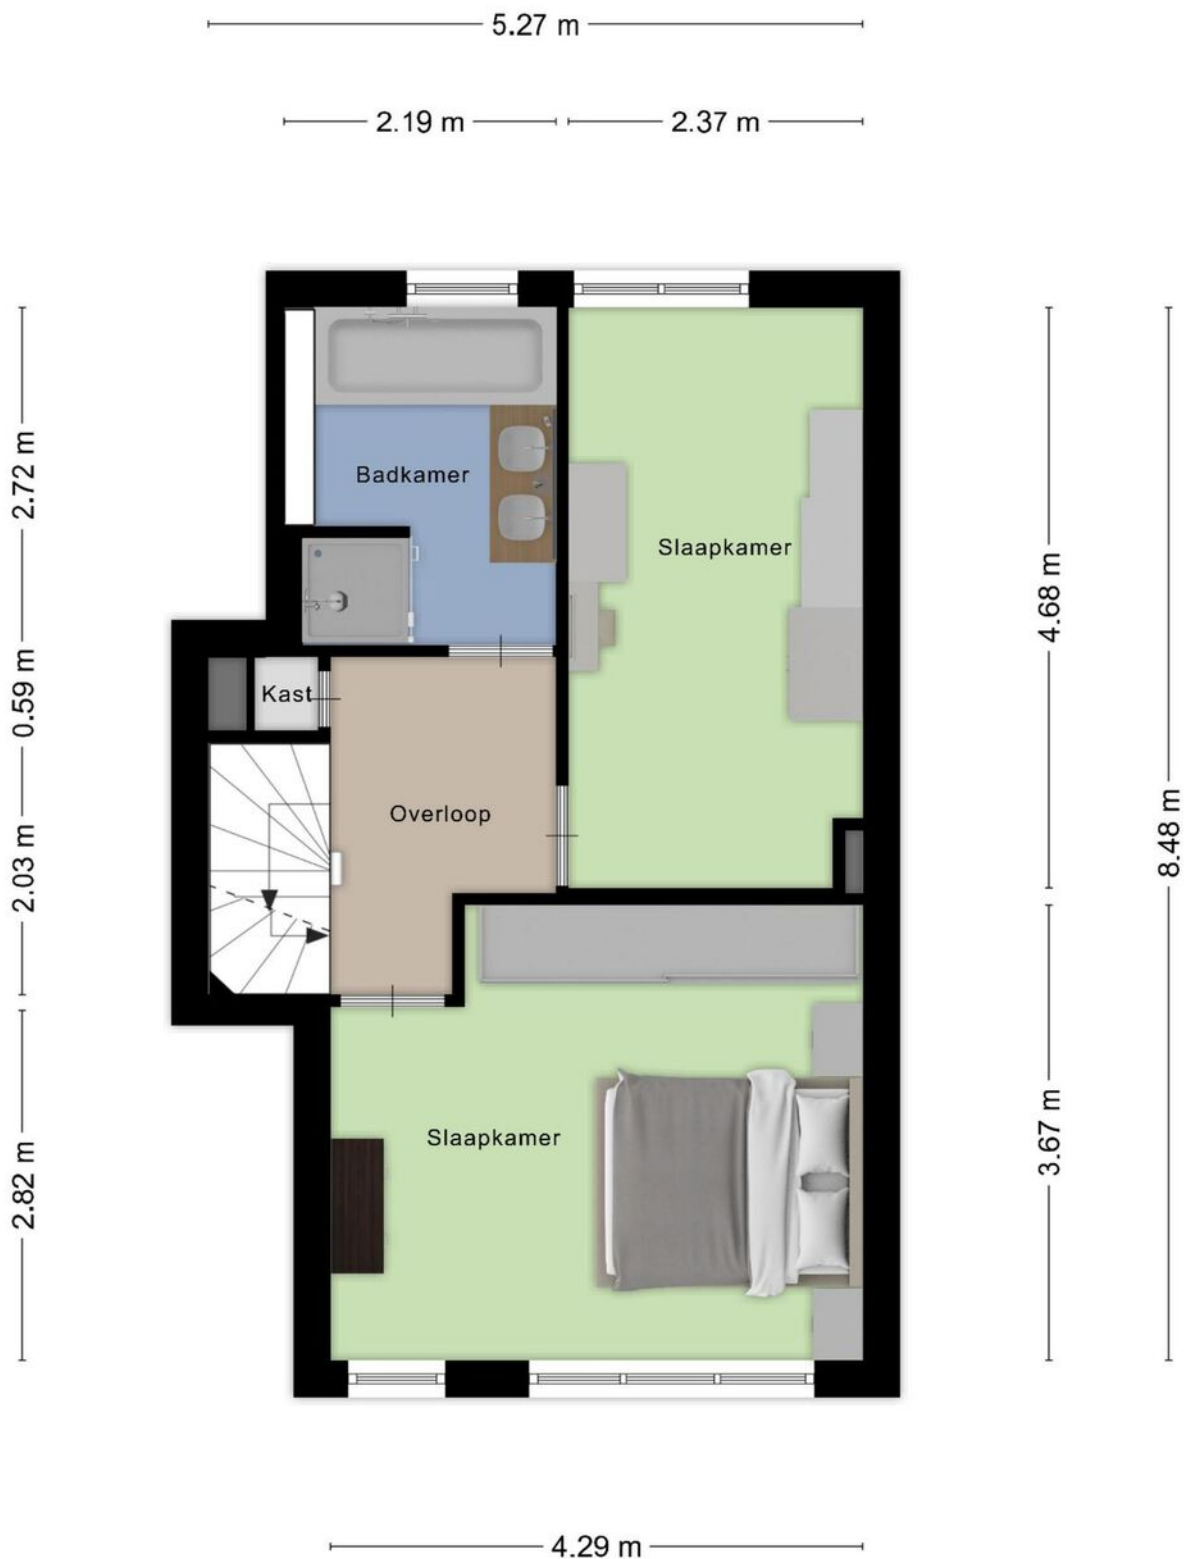 5.27 m
2.19 m
2.37 m
2.72 m
0.59 m
2.03 m
2.82 m
Badkamer
Slaapkamer
Kast
Overloop
Slaapkamer
4.68 m
3.67 m
8.48 m
4.29 m